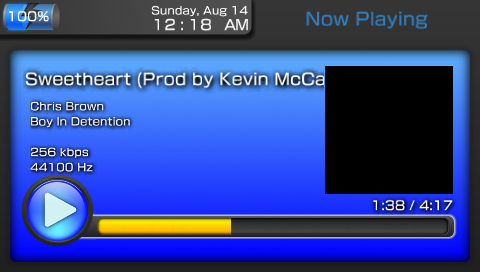 100%
Sunday, Aug 14
12:18 AM
Now Playing
Sweetheart (Prod by Kevin McCa
Chris Brown
Boy In Detention
256 kbps
44100 Hz
1:38 / 4:17